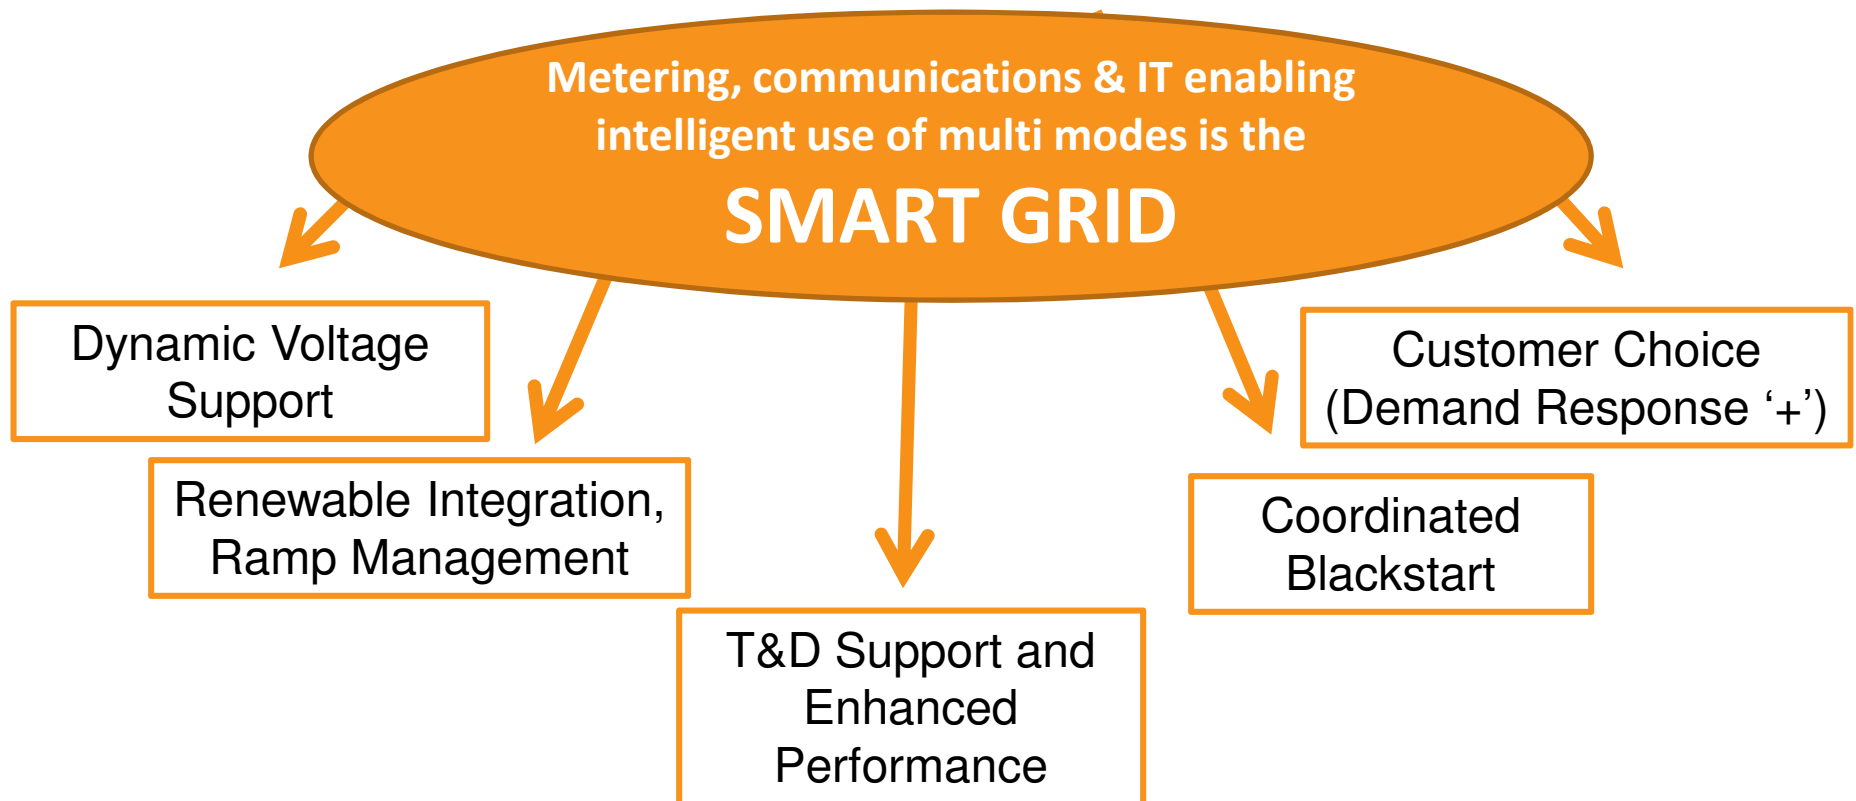 Metering, communications & IT enabling
intelligent use of multi modes is the
SMART GRID
Dynamic Voltage
Support
Customer Choice
(Demand Response ‘+’)
Renewable Integration,
Ramp Management
Coordinated
Blackstart
T&D Support and
Enhanced
Performance